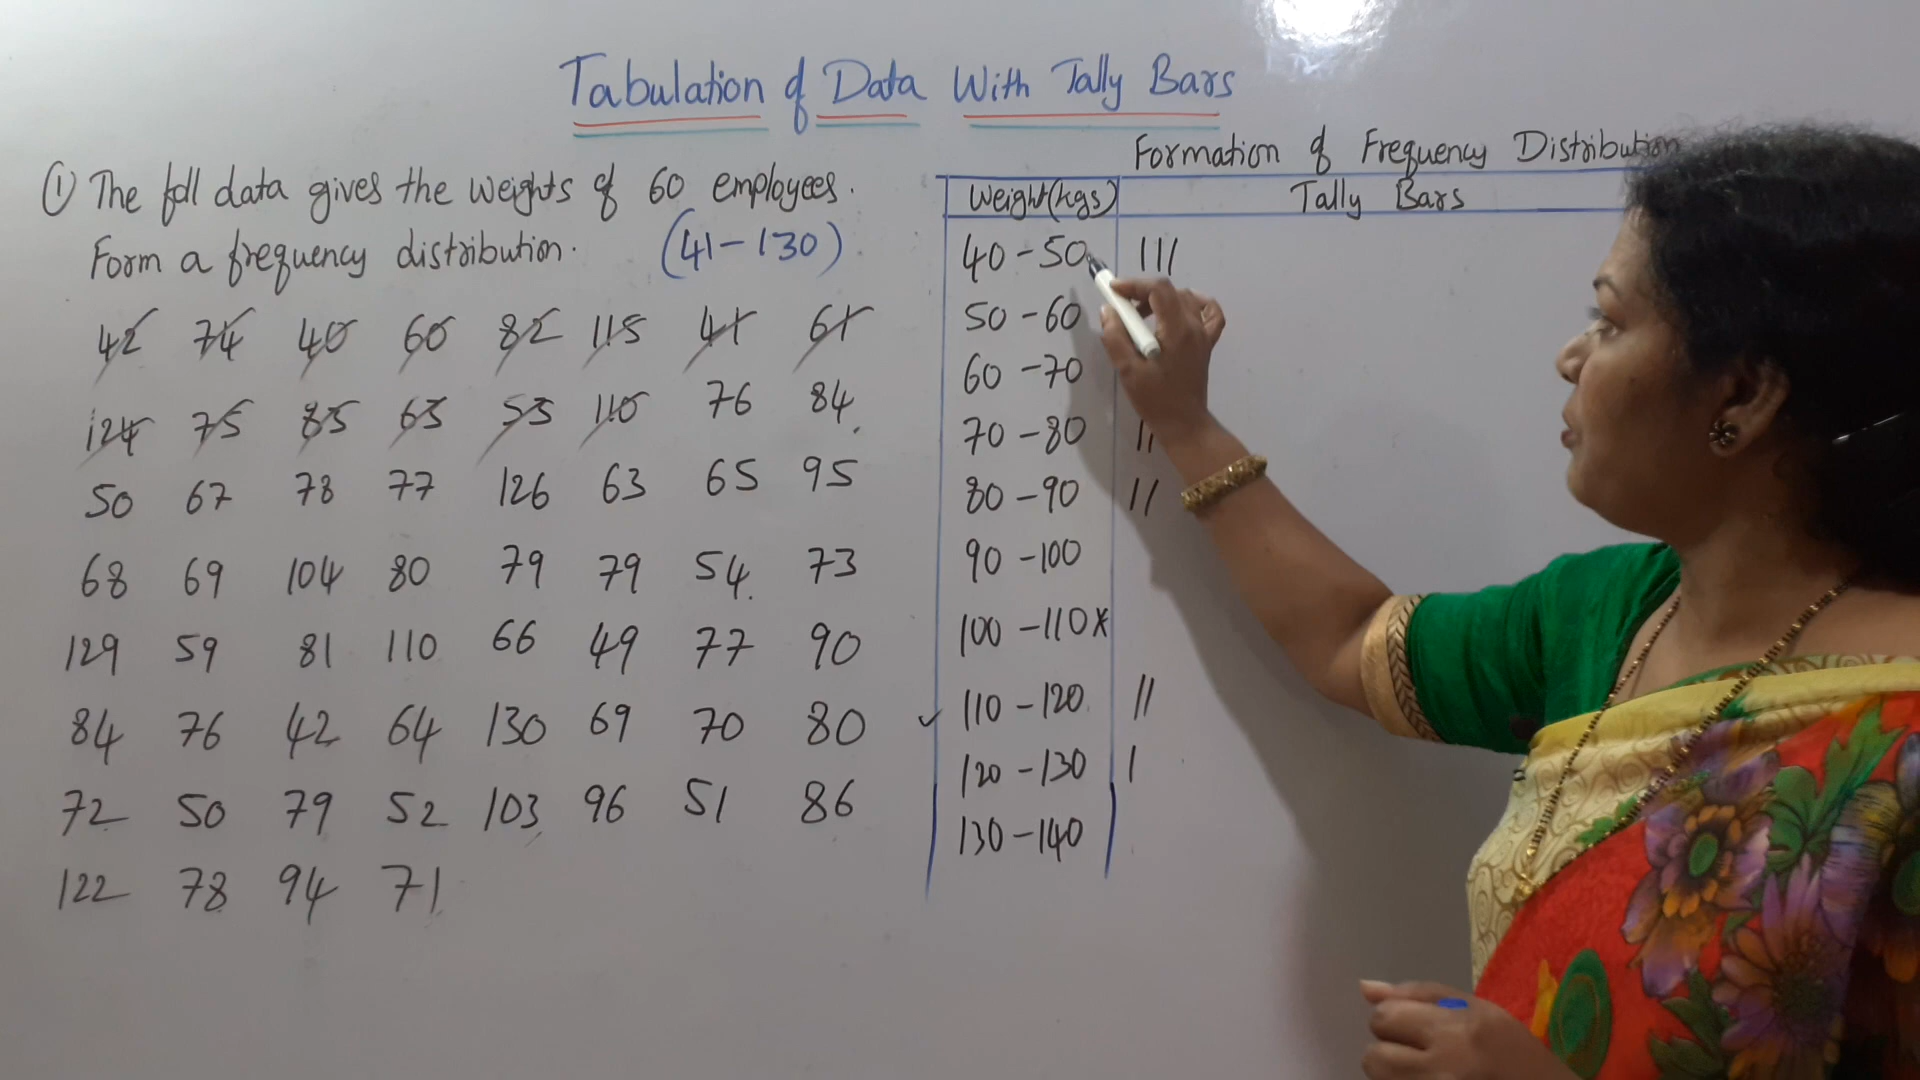 Tabulation of Data With Tally Bars
① The foll data gives the weights of 60 employees.
Form a frequency distribution. (41-130)
42 74 40 60 82 115 41 61
124 75 85 63 53 110 76 84
50 67 78 77 126 63 65 95
68 69 104 80 79 79 54 73
129 59 81 110 66 49 77 90
84 76 42 64 130 69 70 80
72 50 79 52 103 96 51 86
122 78 94 71
Formation of Frequency Distribution
Weight(kgs) Tally Bars
40-50 |||
50-60
60-70
70-80 ||
80-90 ||
90-100
100-110*
✓ 110-120 ||
120-130 |
130-140